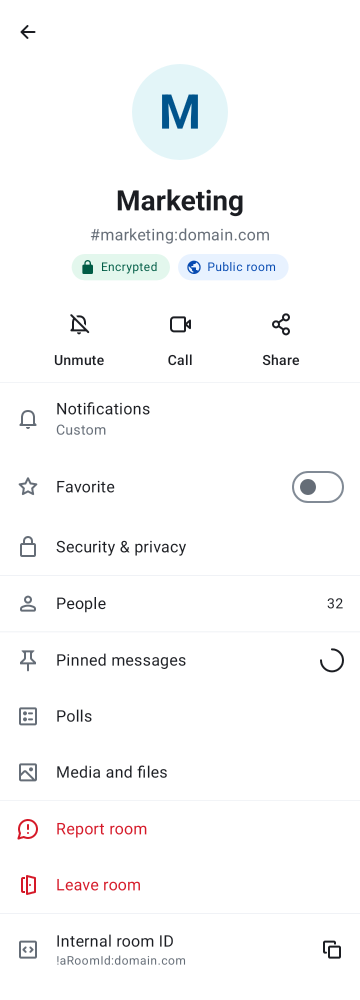 M
Marketing
#marketing:domain.com
Encrypted
Public room
Unmute
Call
Share
Notifications
Custom
Favorite
Security & privacy
People
32
Pinned messages
Polls
Media and files
Report room
Leave room
Internal room ID
!aRoomId:domain.com